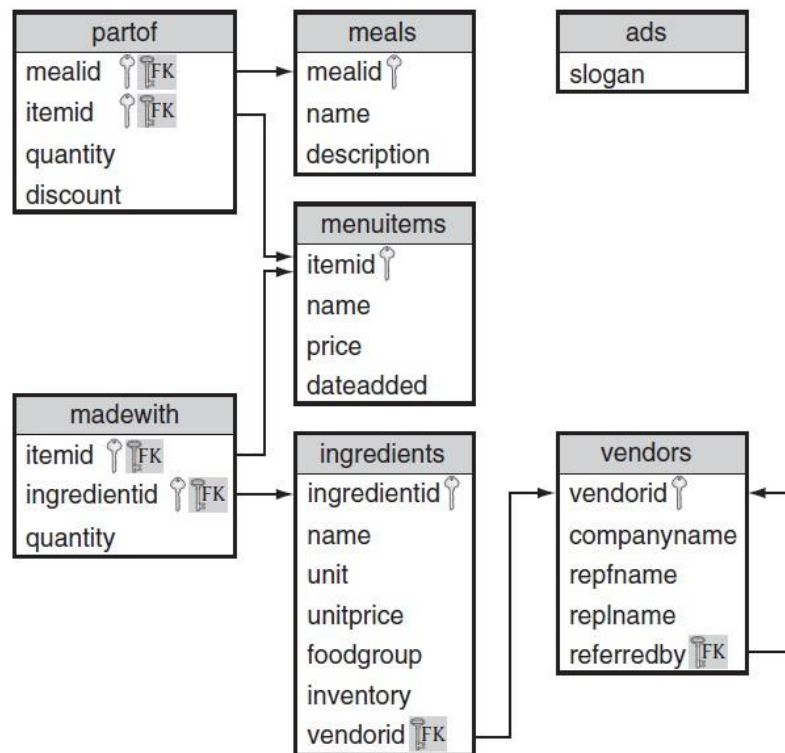 partof
mealid FK
itemid FK
quantity
discount
meals
mealid
name
description
ads
slogan
menuitems
itemid
name
price
dateadded
madewith
itemid FK
ingredientid FK
quantity
ingredients
ingredientid
name
unit
unitprice
foodgroup
inventory
vendorid FK
vendors
vendorid
companyname
repfname
replname
referredby FK